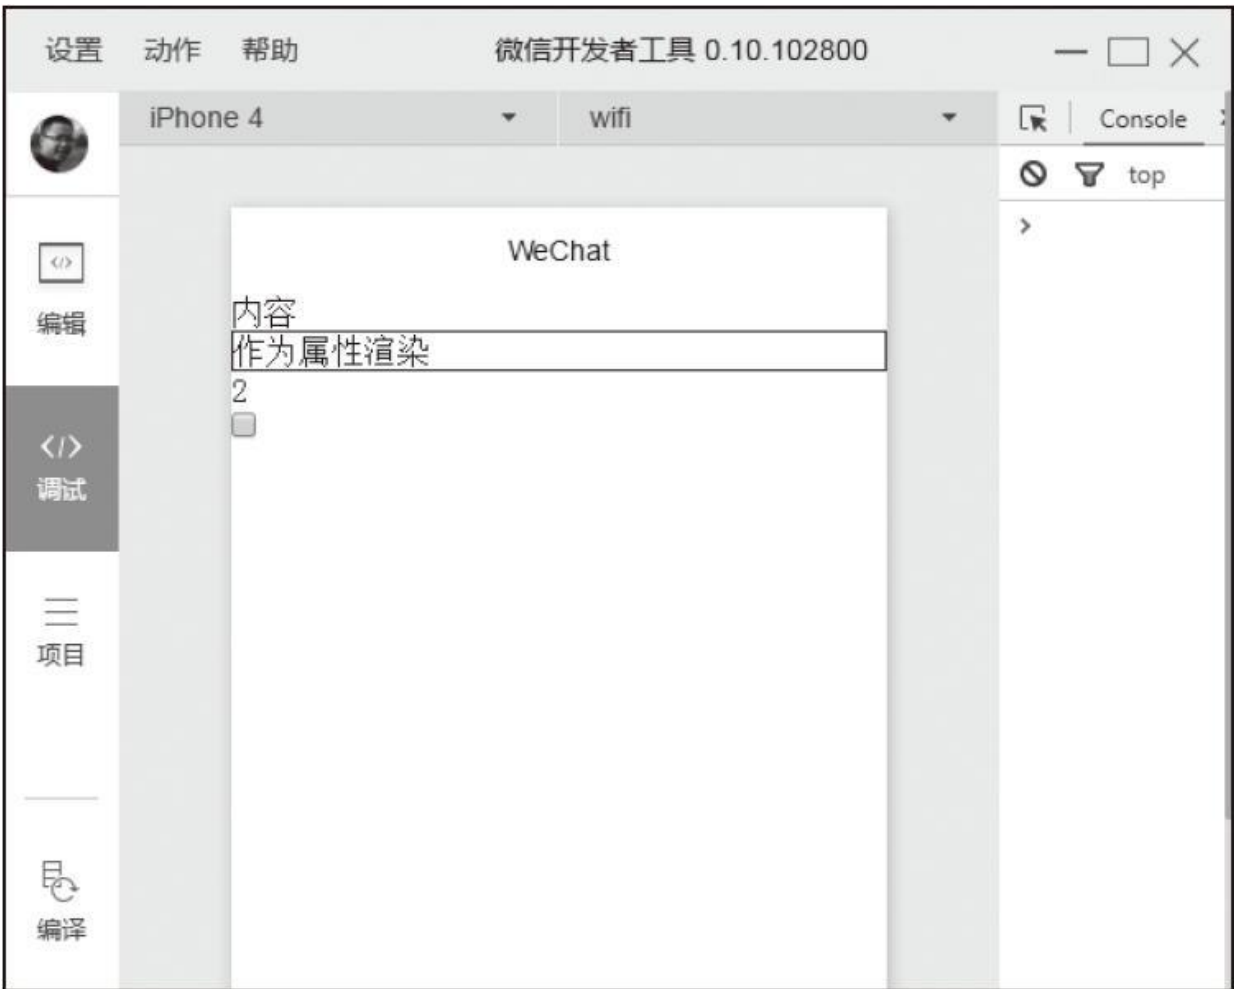 设置 动作 帮助 微信开发者工具 0.10.102800
iPhone 4 wifi Console
top
WeChat
内容
作为属性渲染
2
</>
编辑
</>
调试
项目
编译